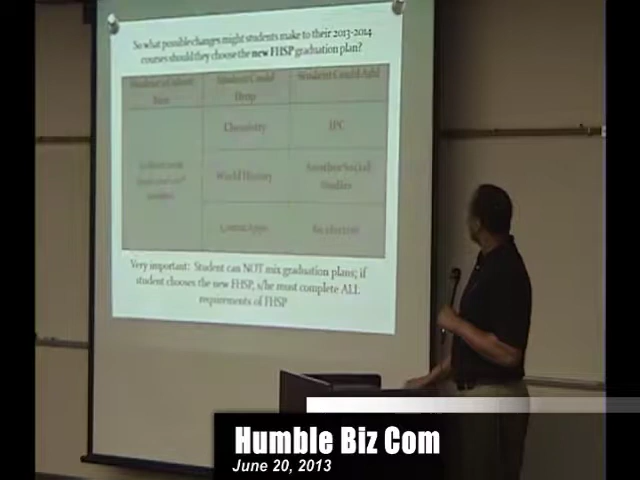 So what possible changes might students make to their 2013-2014
courses should they choose the new FHSP graduation plan?
Student Could
Drop
Student Could Add
Chemistry
IPC
World History
Another Social
Studies
Very important: Student can NOT mix graduation plans; if
student chooses the new FHSP, s/he must complete ALL
requirements of FHSP
Humble Biz Com
June 20, 2013